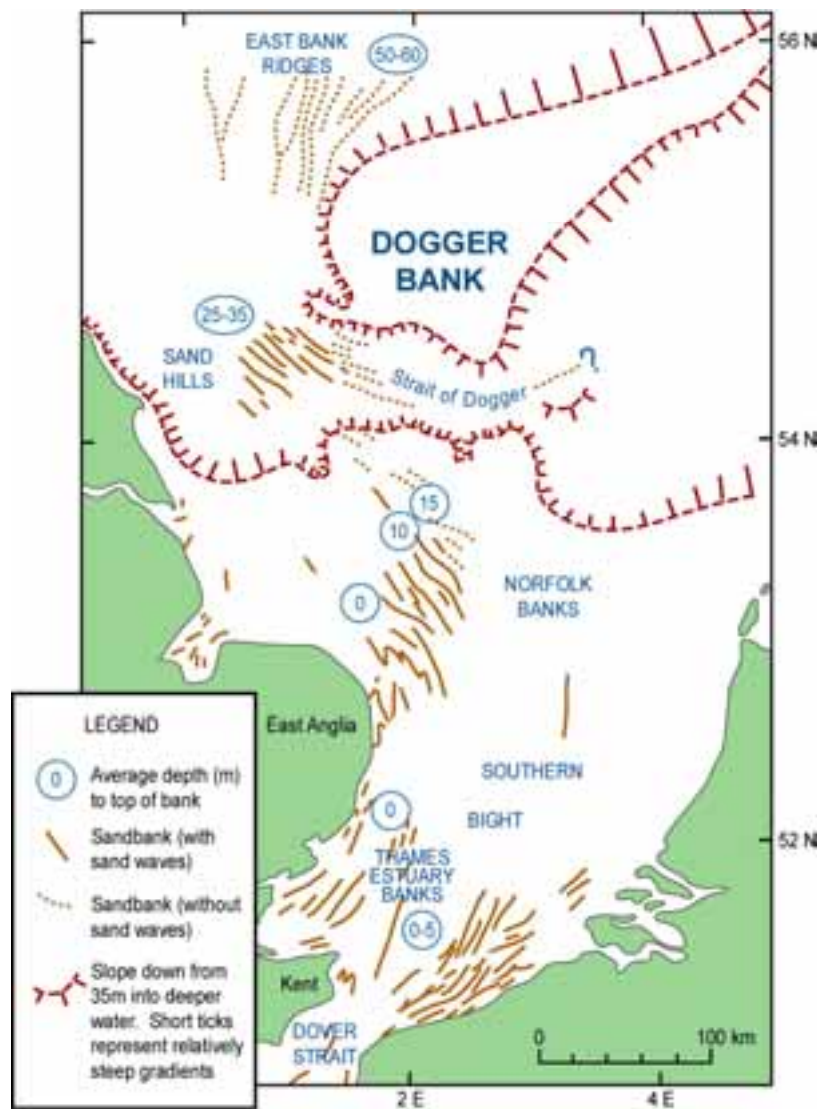 EAST BANK
RIDGES
50-60
56 N
DOGGER
BANK
25-35
SAND
HILLS
Strait of Dogger
?
54 N
15
10
0
NORFOLK
BANKS
East Anglia
SOUTHERN
BIGHT
0
52 N
THAMES
ESTUARY
BANKS
0-5
Kent
DOVER
STRAIT
0 100 km
2 E 4 E
LEGEND
0 Average depth (m)
to top of bank
Sandbank (with
sand waves)
Sandbank (without
sand waves)
Slope down from
35m into deeper
water. Short ticks
represent relatively
steep gradients